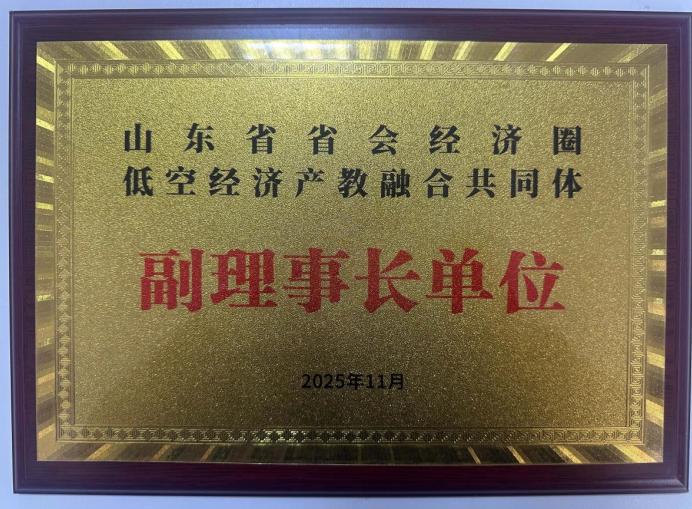 山东省省会经济圈
低空经济产教融合共同体
副理事长单位
2025年11月